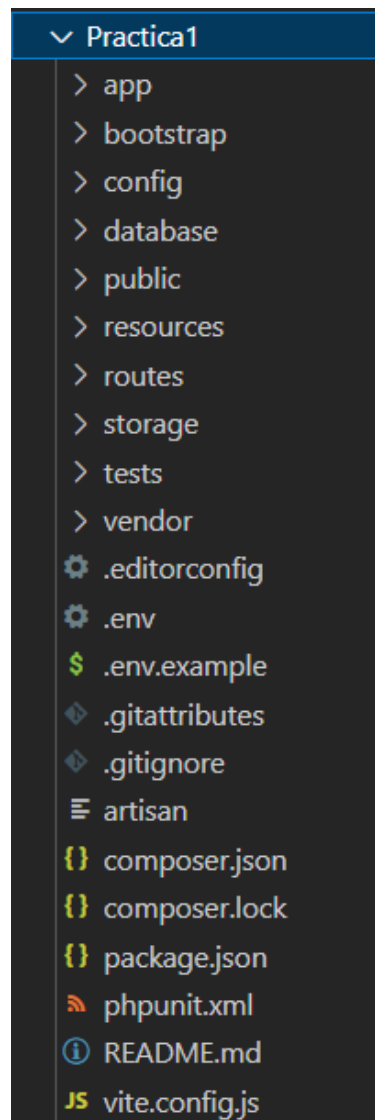 Practica1
app
bootstrap
config
database
public
resources
routes
storage
tests
vendor
.editorconfig
.env
$ .env.example
.gitattributes
.gitignore
artisan
{} composer.json
{} composer.lock
{} package.json
phpunit.xml
README.md
JS vite.config.js